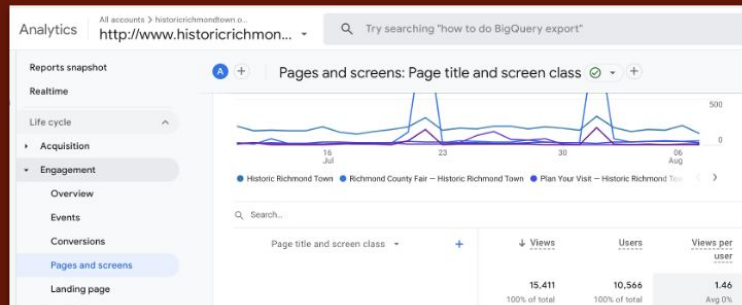 Analytics
All accounts > historicrichmondtown.o...
http://www.historicrichmon...
Try searching "how to do BigQuery export"
Reports snapshot
Realtime
Life cycle
Acquisition
Engagement
Overview
Events
Conversions
Pages and screens
Landing page
A
Pages and screens: Page title and screen class
500
0
16
Jul
23
30
06
Aug
Historic Richmond Town
Richmond County Fair — Historic Richmond Town
Plan Your Visit — Historic Richmond To
Search...
Page title and screen class
Views
Users
Views per
user
15,411
10,566
1.46
100% of total
100% of total
Avg 0%